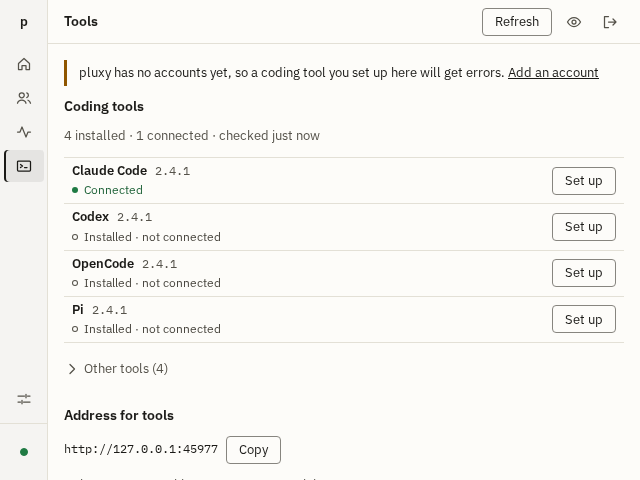 p
Tools
Refresh
pluxy has no accounts yet, so a coding tool you set up here will get errors. Add an account
Coding tools
4 installed · 1 connected · checked just now
Claude Code 2.4.1
Connected
Set up
Codex 2.4.1
Installed · not connected
Set up
OpenCode 2.4.1
Installed · not connected
Set up
Pi 2.4.1
Installed · not connected
Set up
Other tools (4)
Address for tools
http://127.0.0.1:45977
Copy